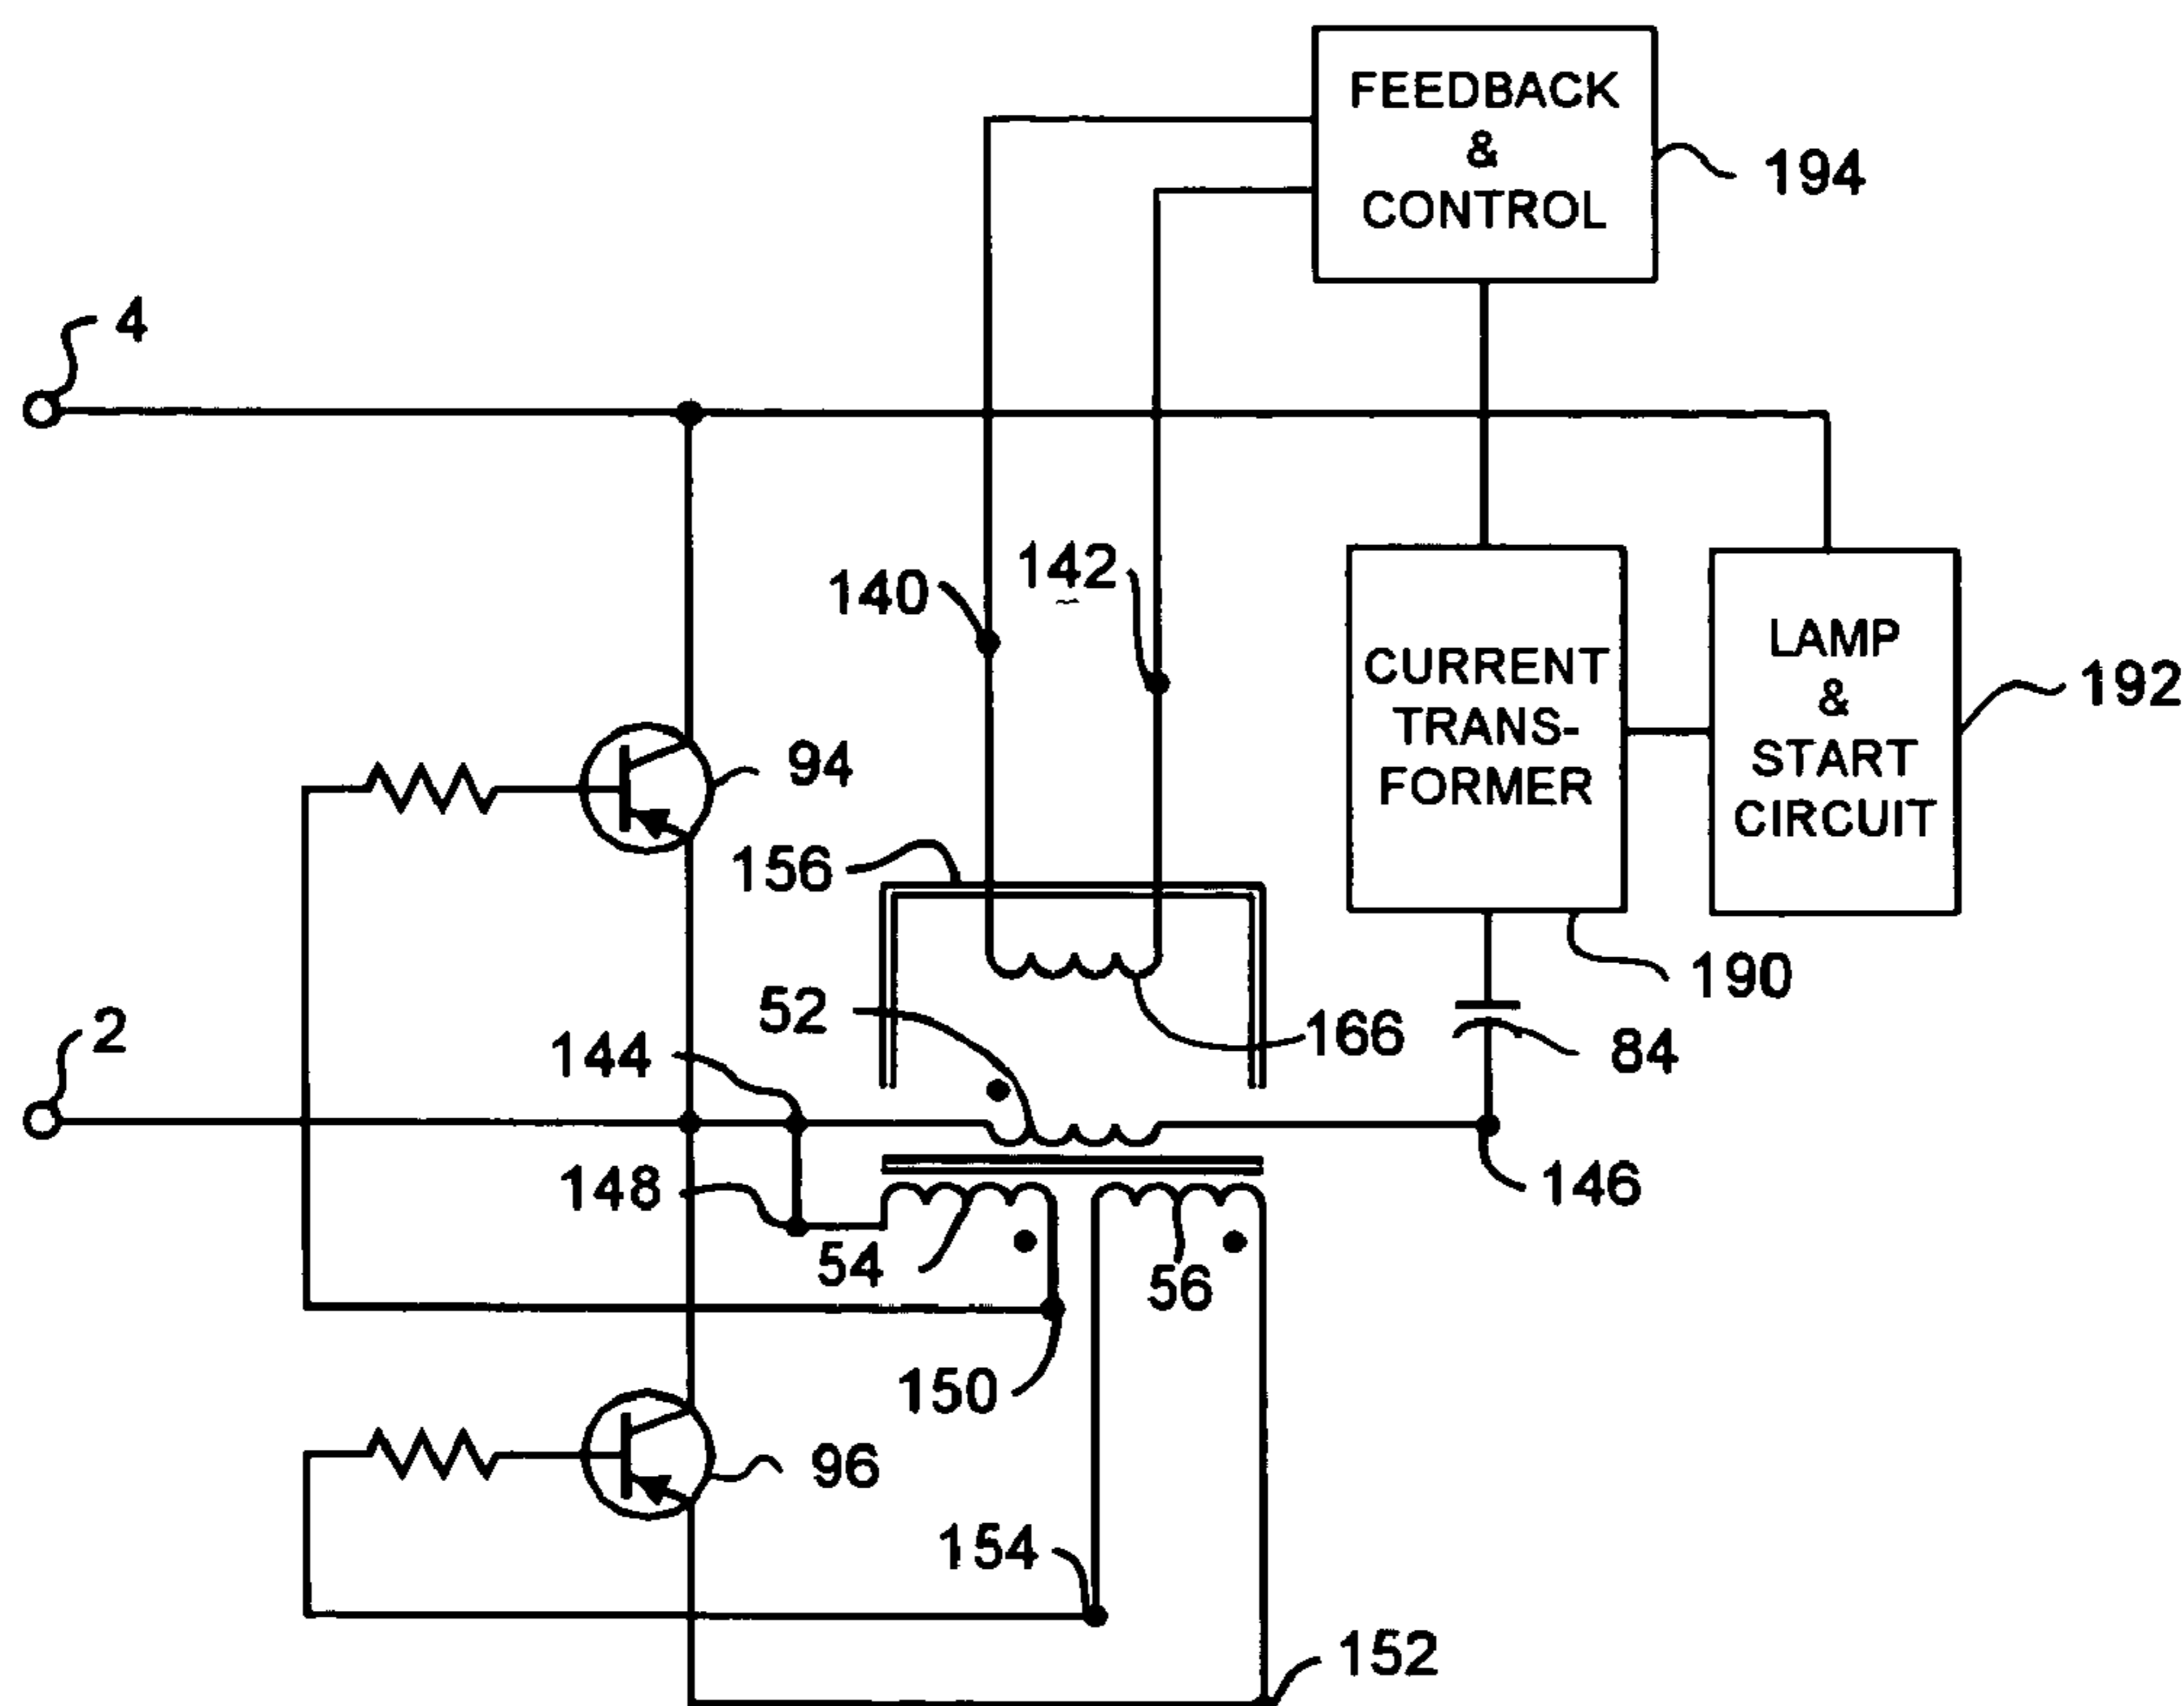 FEEDBACK
&
CONTROL
194
4
140
142
CURRENT
TRANS-
FORMER
LAMP
&
START
CIRCUIT
192
94
156
190
52
166
84
2
144
148
146
54
56
150
96
154
152